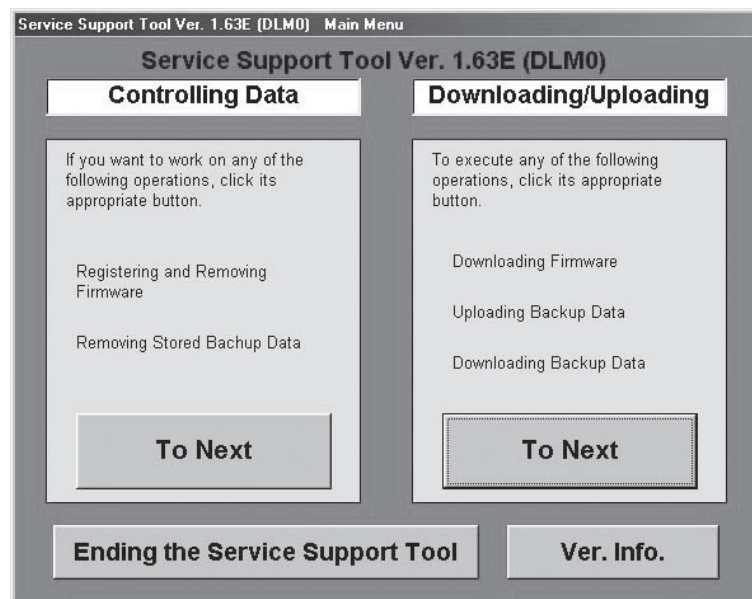 Service Support Tool Ver. 1.63E (DLM0) Main Menu
Service Support Tool Ver. 1.63E (DLM0)
Controlling Data
If you want to work on any of the
following operations, click its
appropriate button.
Registering and Removing
Firmware
Removing Stored Bachup Data
To Next
Downloading/Uploading
To execute any of the following
operations, click its appropriate
button.
Downloading Firmware
Uploading Backup Data
Downloading Backup Data
To Next
Ending the Service Support Tool
Ver. Info.